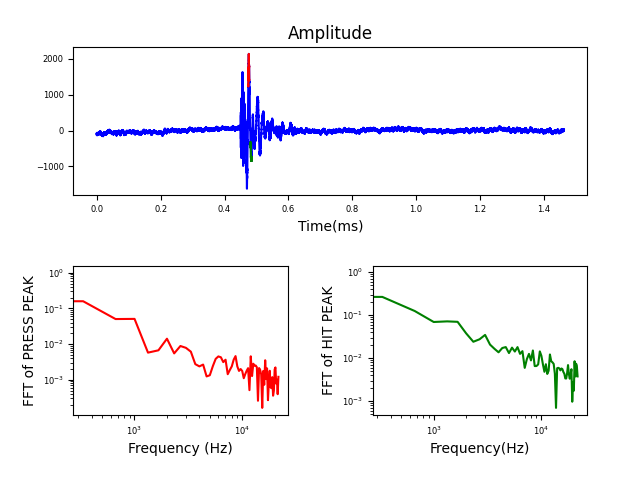 Amplitude
2000
1000
0
−1000
0.0 0.2 0.4 0.6 0.8 1.0 1.2 1.4
Time(ms)
FFT of PRESS PEAK
10⁰
10⁻¹
10⁻²
10⁻³
10³ 10⁴
Frequency (Hz)
FFT of HIT PEAK
10⁰
10⁻¹
10⁻²
10⁻³
10³ 10⁴
Frequency(Hz)